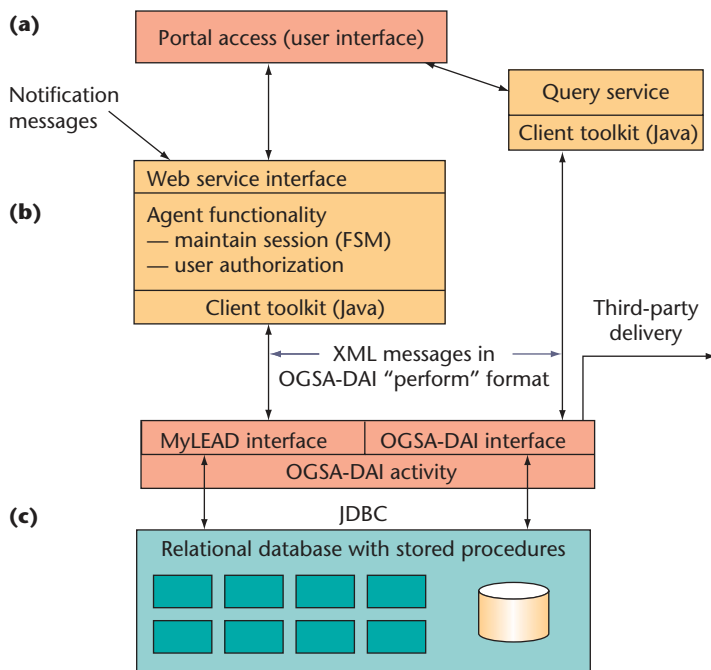 (a)
Portal access (user interface)
Notification
messages
Query service
Client toolkit (Java)
Web service interface
(b)
Agent functionality
— maintain session (FSM)
— user authorization
Client toolkit (Java)
Third-party
delivery
XML messages in
OGSA-DAI “perform” format
MyLEAD interface
OGSA-DAI interface
OGSA-DAI activity
(c)
JDBC
Relational database with stored procedures